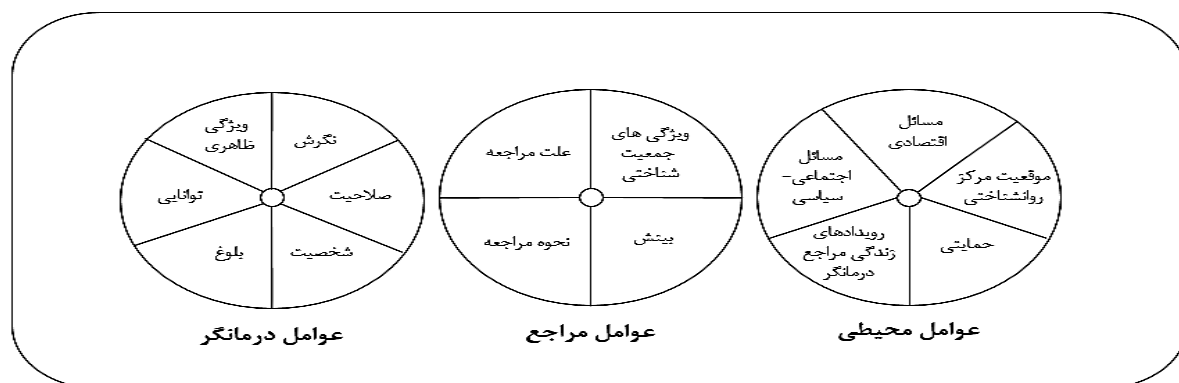 مسائل
اقتصادی
موقعیت مرکز
روانشناختی
حمایتی
رویدادهای
زندگی مراجع
درمانگر
مسائل
اجتماعی-
سیاسی
عوامل محیطی
ویژگی های
جمعیت
شناختی
علت مراجعه
بینش
نحوه مراجعه
عوامل مراجع
نگرش
ویژگی
ظاهری
صلاحیت
توانایی
شخصیت
بلوغ
عوامل درمانگر